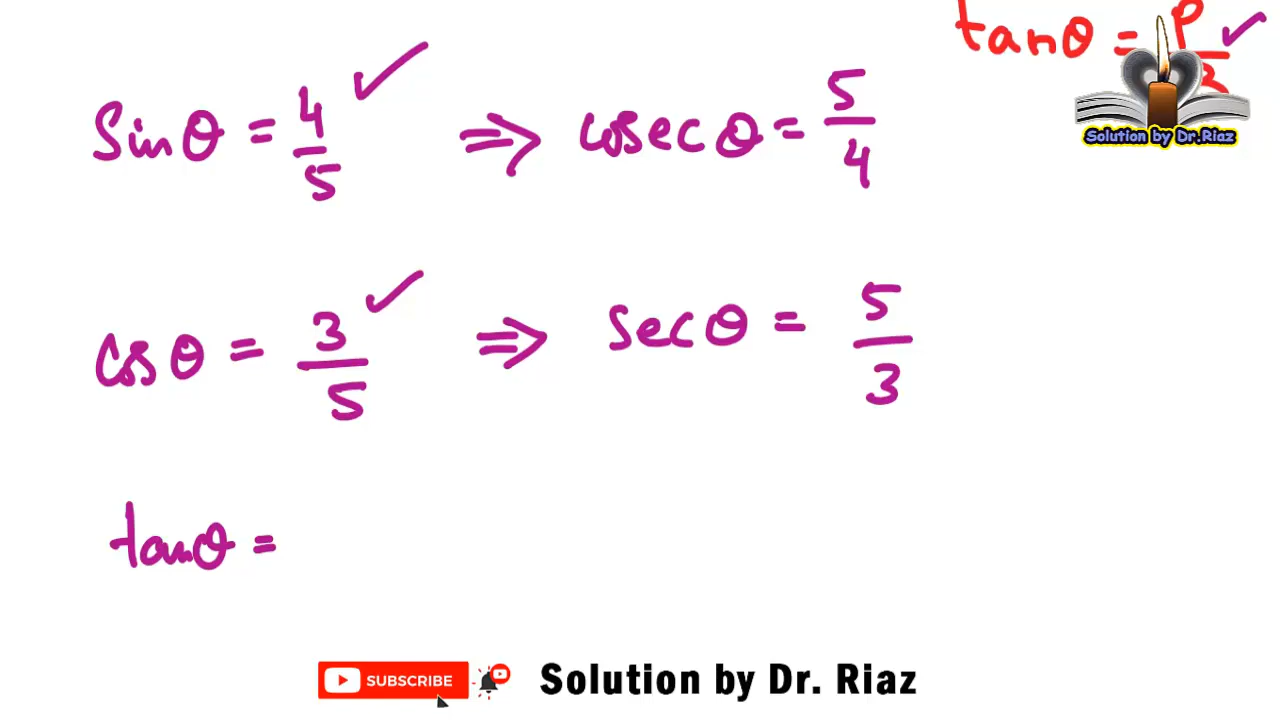 tanθ = P
Solution by Dr.Riaz
Sinθ = 4/5 ✓ ⇒ cosecθ = 5/4
cosθ = 3/5 ✓ ⇒ secθ = 5/3
tanθ =
SUBSCRIBE
Solution by Dr. Riaz